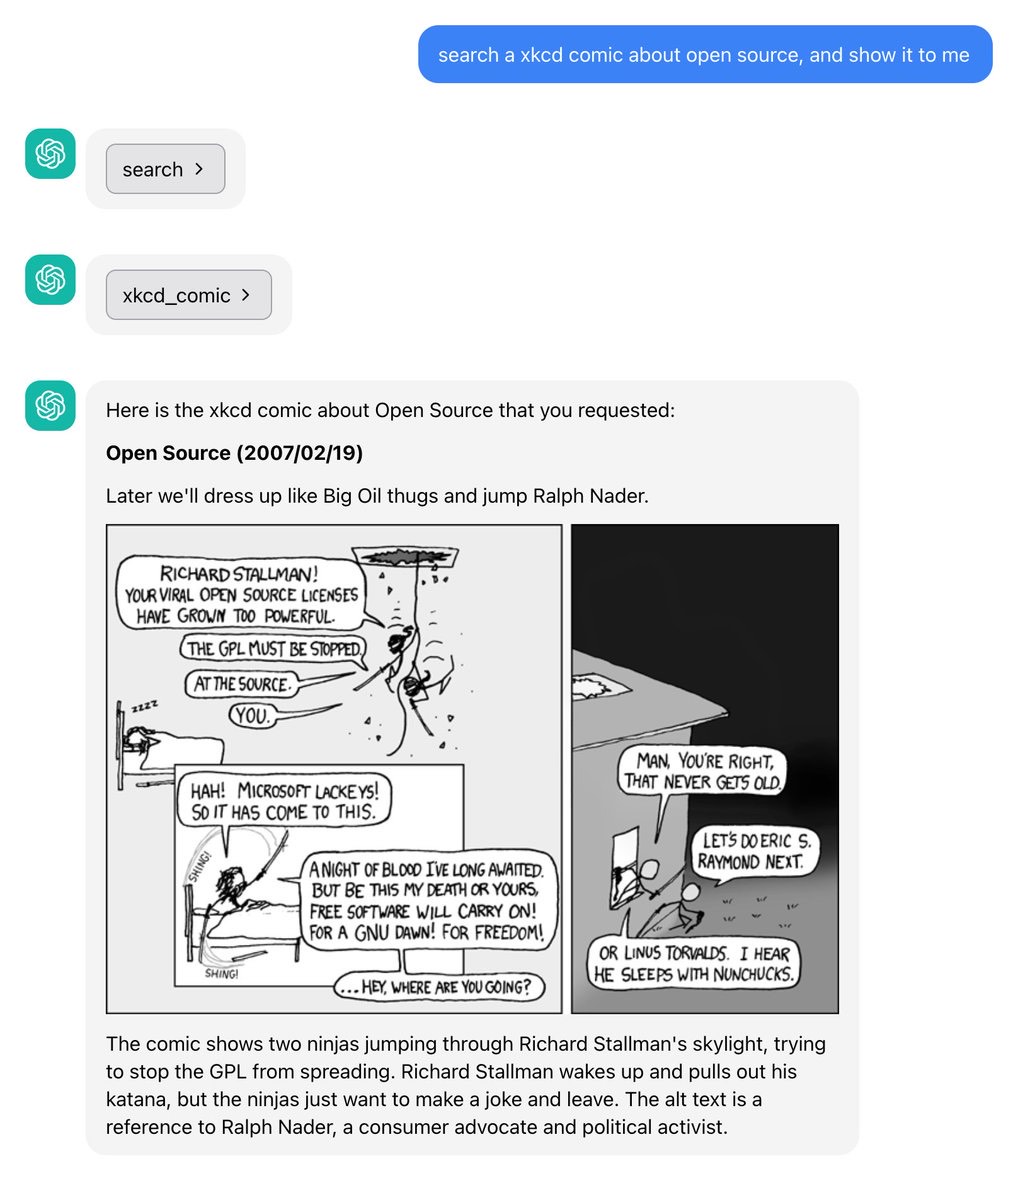 search a xkcd comic about open source, and show it to me
search
xkcd_comic
Here is the xkcd comic about Open Source that you requested:
Open Source (2007/02/19)
Later we'll dress up like Big Oil thugs and jump Ralph Nader.
RICHARD STALLMAN!
YOUR VIRAL OPEN SOURCE LICENSES
HAVE GROWN TOO POWERFUL.
THE GPL MUST BE STOPPED.
AT THE SOURCE.
YOU.
ZZZZ
HAH! MICROSOFT LACKEYS!
SO IT HAS COME TO THIS.
SHING!
A NIGHT OF BLOOD I'VE LONG AWAITED.
BUT BE THIS MY DEATH OR YOURS,
FREE SOFTWARE WILL CARRY ON!
FOR A GNU DAWN! FOR FREEDOM!
SHING!
...HEY, WHERE ARE YOU GOING?
MAN, YOU'RE RIGHT,
THAT NEVER GETS OLD.
LET'S DO ERIC S.
RAYMOND NEXT.
OR LINUS TORVALDS. I HEAR
HE SLEEPS WITH NUNCHUCKS.
The comic shows two ninjas jumping through Richard Stallman's skylight, trying
to stop the GPL from spreading. Richard Stallman wakes up and pulls out his
katana, but the ninjas just want to make a joke and leave. The alt text is a
reference to Ralph Nader, a consumer advocate and political activist.